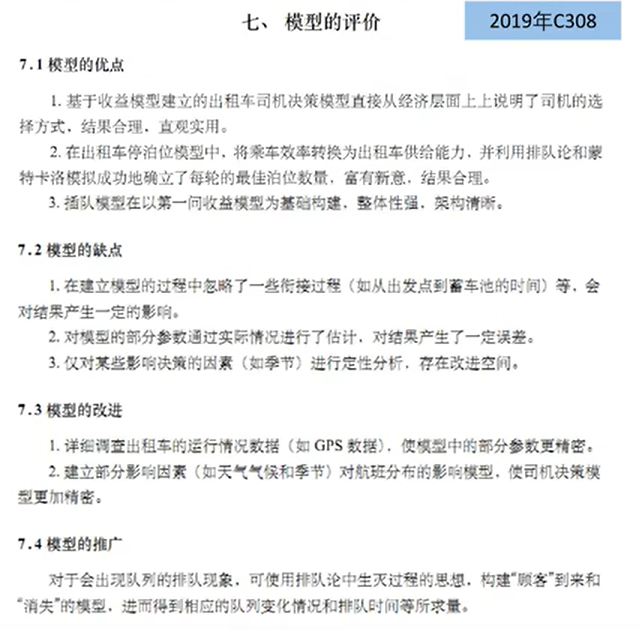 七、模型的评价
2019年C308
7.1 模型的优点
1. 基于收益模型建立的出租车司机决策模型直接从经济层面上上说明了司机的选
择方式，结果合理，直观实用。
2. 在出租车停泊位模型中，将乘车效率转换为出租车供给能力，并利用排队论和蒙
特卡洛模拟成功地确立了每轮的最佳泊位数量，富有新意，结果合理。
3. 插队模型在以第一问收益模型为基础构建，整体性强，架构清晰。
7.2 模型的缺点
1. 在建立模型的过程中忽略了一些衔接过程（如从出发点到蓄车池的时间）等，会
对结果产生一定的影响。
2. 对模型的部分参数通过实际情况进行了估计，对结果产生了一定误差。
3. 仅对某些影响决策的因素（如季节）进行定性分析，存在改进空间。
7.3 模型的改进
1. 详细调查出租车的运行情况数据（如 GPS 数据），使模型中的部分参数更精密。
2. 建立部分影响因素（如天气气候和季节）对航班分布的影响模型，使司机决策模
型更加精密。
7.4 模型的推广
对于会出现队列的排队现象，可使用排队论中生灭过程的思想，构建“顾客”到来和
“消失”的模型，进而得到相应的队列变化情况和排队时间等所求量。